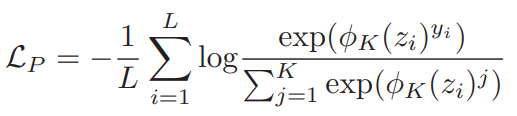 $$\mathcal{L}_P = -\frac{1}{L} \sum_{i=1}^{L} \log \frac{\exp(\phi_K(z_i)^{y_i})}{\sum_{j=1}^{K} \exp(\phi_K(z_i)^j)}$$